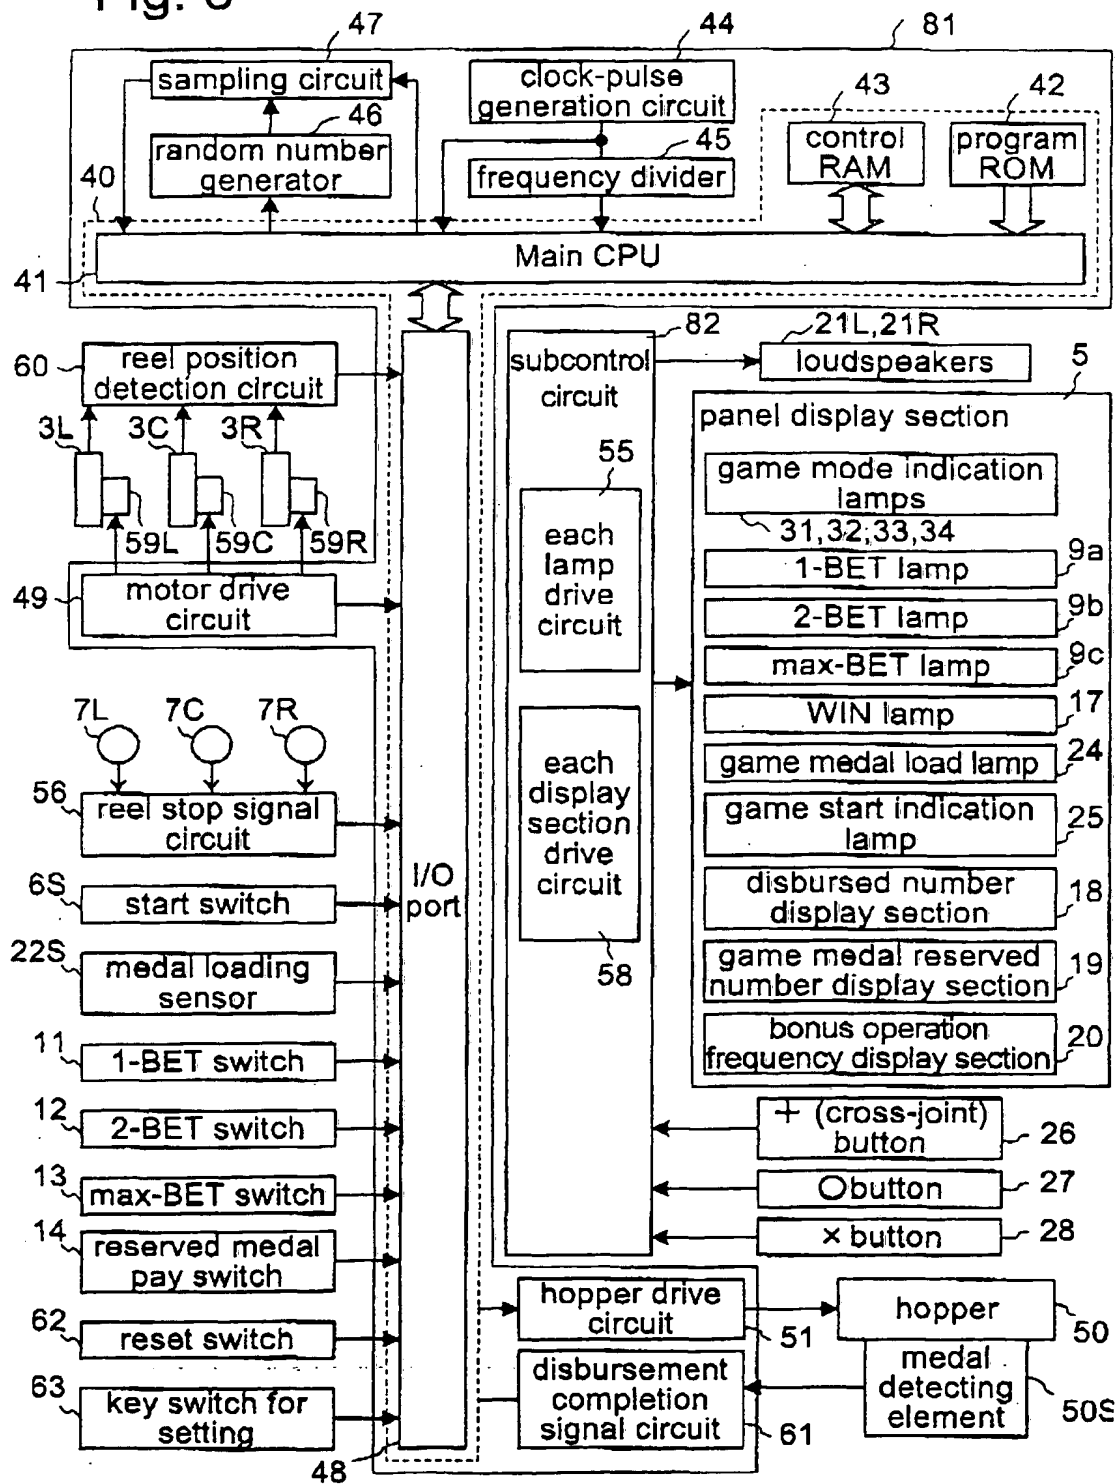 47
44
81
sampling circuit
clock-pulse
generation circuit
43
42
46
45
control
RAM
program
ROM
random number
generator
40
frequency divider
Main CPU
41
82
21L,21R
reel position
detection circuit
60
subcontrol
circuit
loudspeakers
5
panel display section
3L
3C
3R
55
game mode indication
lamps
31,32,33,34
59L
59C
59R
each
lamp
drive
circuit
1-BET lamp
9a
49
motor drive
circuit
2-BET lamp
9b
max-BET lamp
9c
7L
7C
7R
WIN lamp
17
each
display
section
drive
circuit
game medal load lamp
24
56
reel stop signal
circuit
game start indication
lamp
25
I/O
port
6S
start switch
disbursed number
display section
18
58
22S
medal loading
sensor
game medal reserved
number display section
19
11
1-BET switch
bonus operation
frequency display section
20
12
2-BET switch
+ (cross-joint)
button
26
13
max-BET switch
O button
27
14
reserved medal
pay switch
× button
28
hopper drive
circuit
51
hopper
50
62
reset switch
disbursement
completion
signal circuit
61
medal
detecting
element
50S
63
key switch for
setting
48